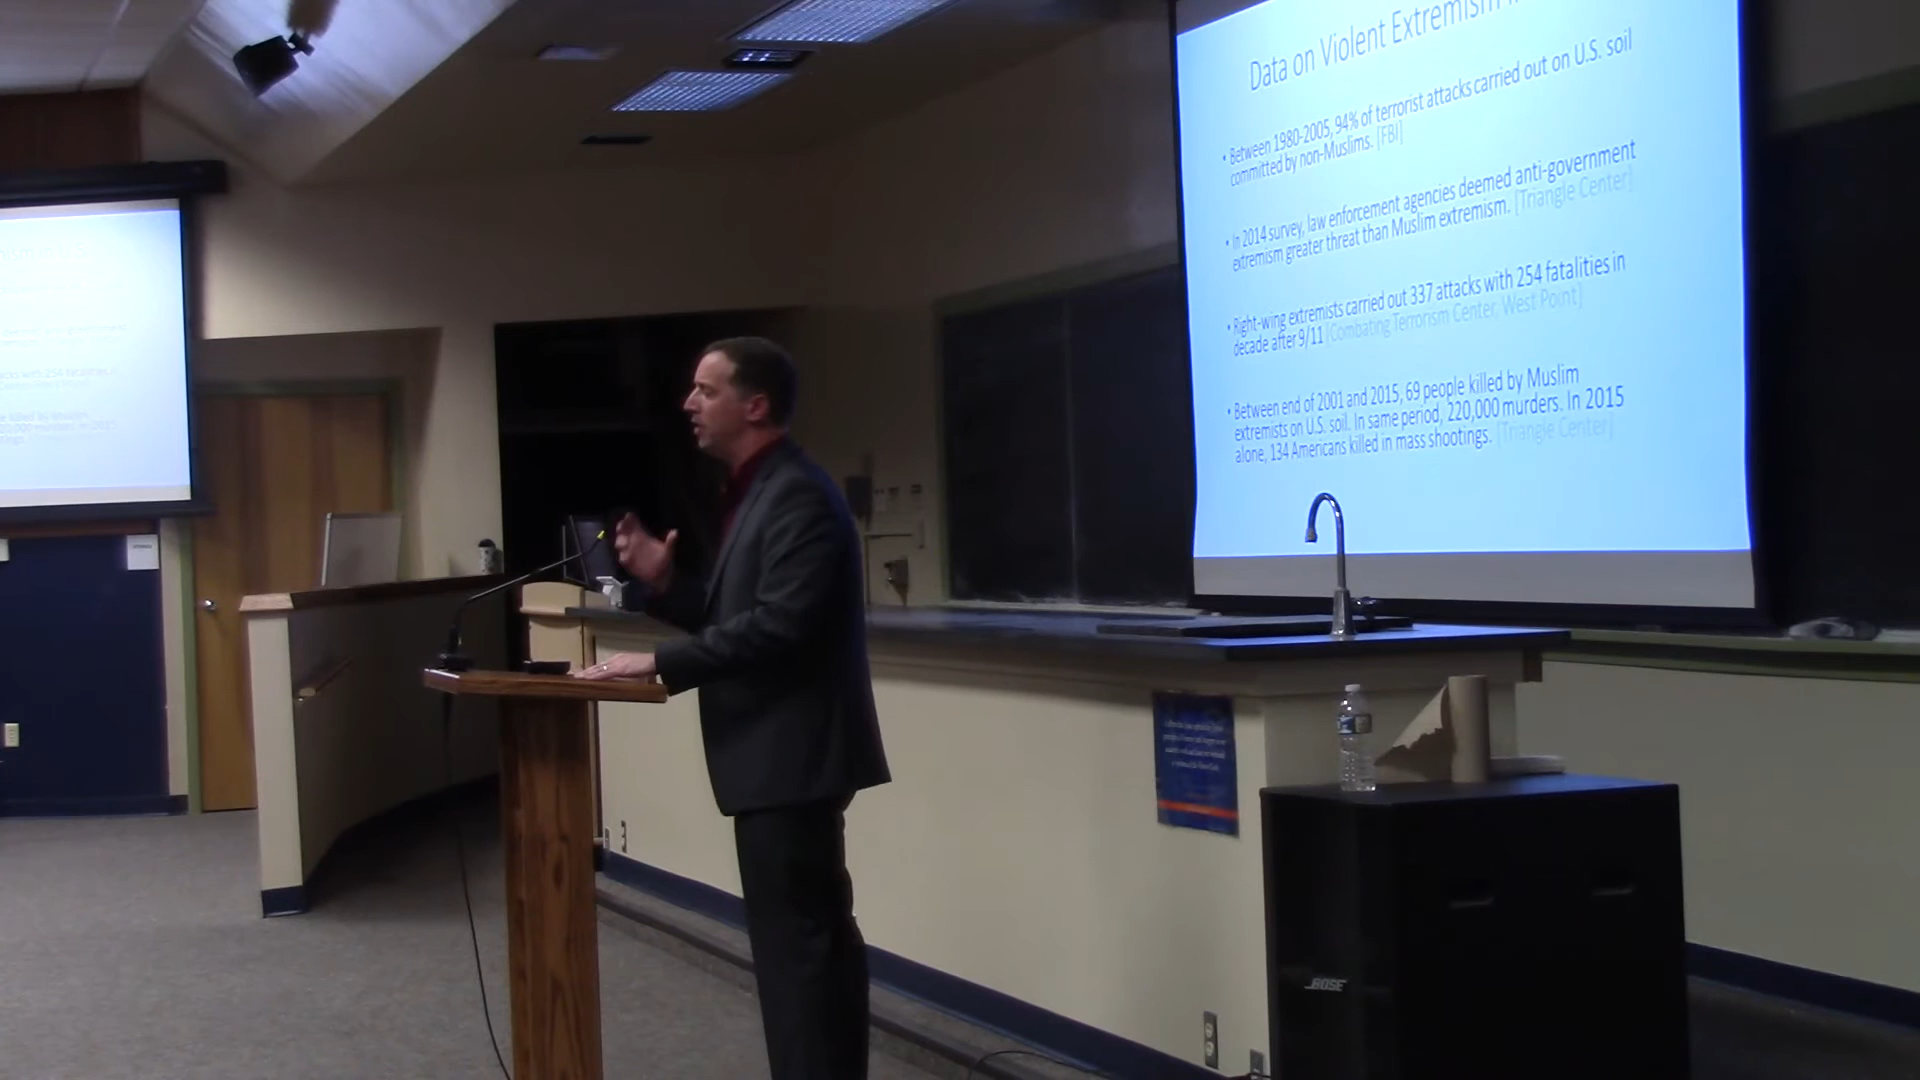 Data on Violent Extremism
• Between 1980-2005, 94% of terrorist attacks carried out on U.S. soil
committed by non-Muslims. [FBI]
• In 2014 survey, law enforcement agencies deemed anti-government
extremism greater threat than Muslim extremism. [Triangle Center]
• Right-wing extremists carried out 337 attacks with 254 fatalities in
decade after 9/11 [Combating Terrorism Center, West Point]
• Between end of 2001 and 2015, 69 people killed by Muslim
extremists on U.S. soil. In same period, 220,000 murders. In 2015
alone, 134 Americans killed in mass shootings. [Triangle Center]
BOSE